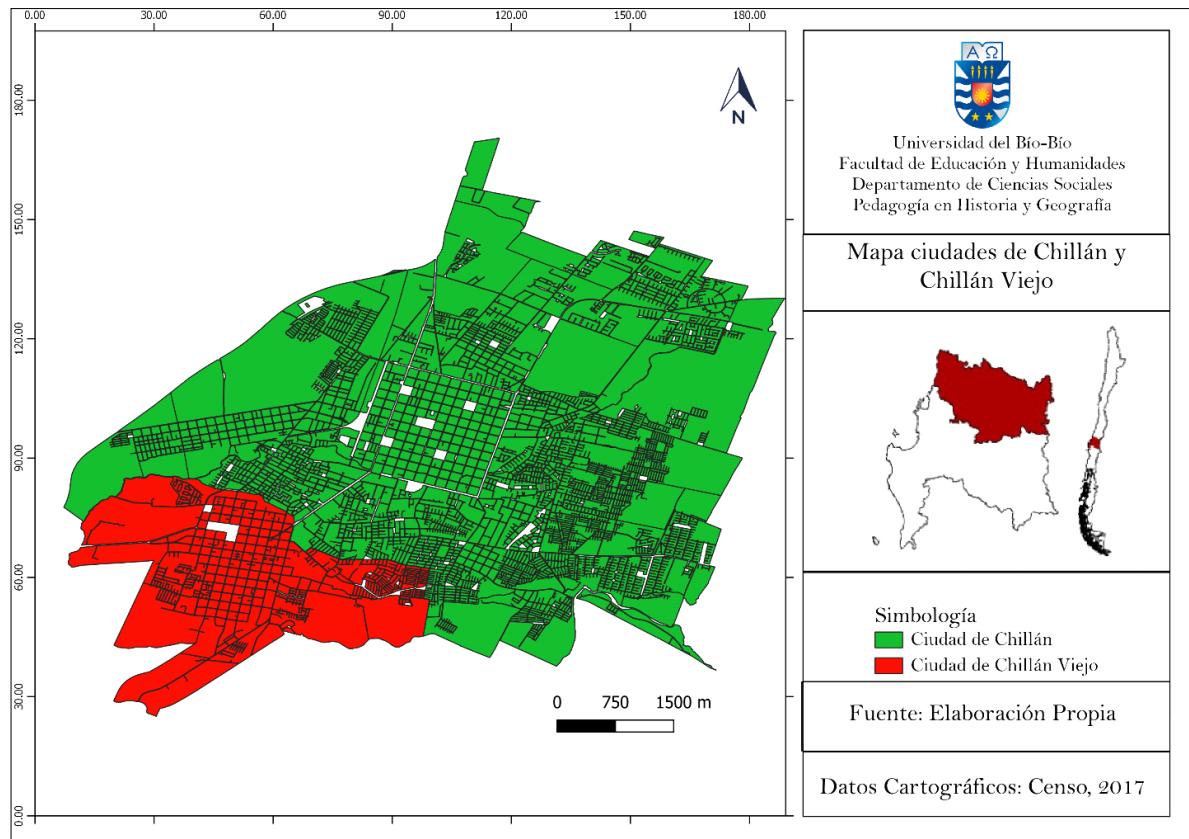 0.00 30.00 60.00 90.00 120.00 150.00 180.00
180.00
150.00
120.00
90.00
60.00
30.00
0.00
N
0 750 1500 m
A Ω
Universidad del Bío-Bío
Facultad de Educación y Humanidades
Departamento de Ciencias Sociales
Pedagogía en Historia y Geografía
Mapa ciudades de Chillán y
Chillán Viejo
Simbología
Ciudad de Chillán
Ciudad de Chillán Viejo
Fuente: Elaboración Propia
Datos Cartográficos: Censo, 2017